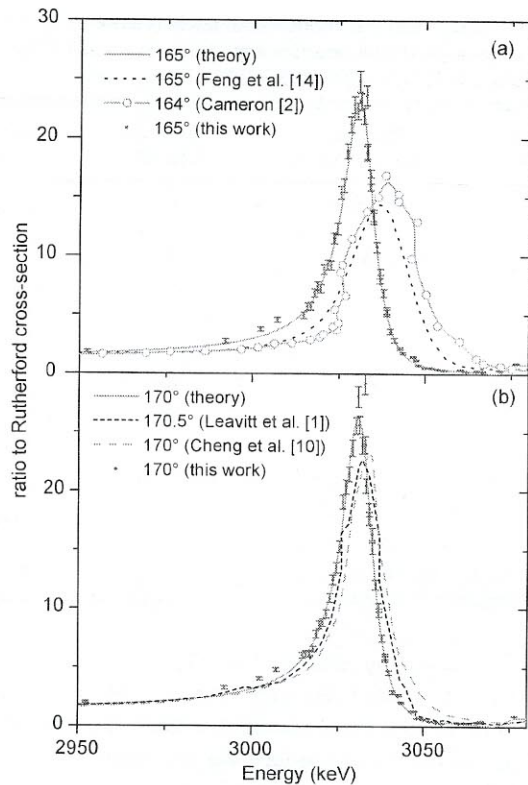 30
(a)
165° (theory)
165° (Feng et al. [14])
164° (Cameron [2])
165° (this work)
20
10
0
ratio to Rutherford cross-section
(b)
170° (theory)
170.5° (Leavitt et al. [1])
170° (Cheng et al. [10])
170° (this work)
20
10
0
2950
3000
3050
Energy (keV)